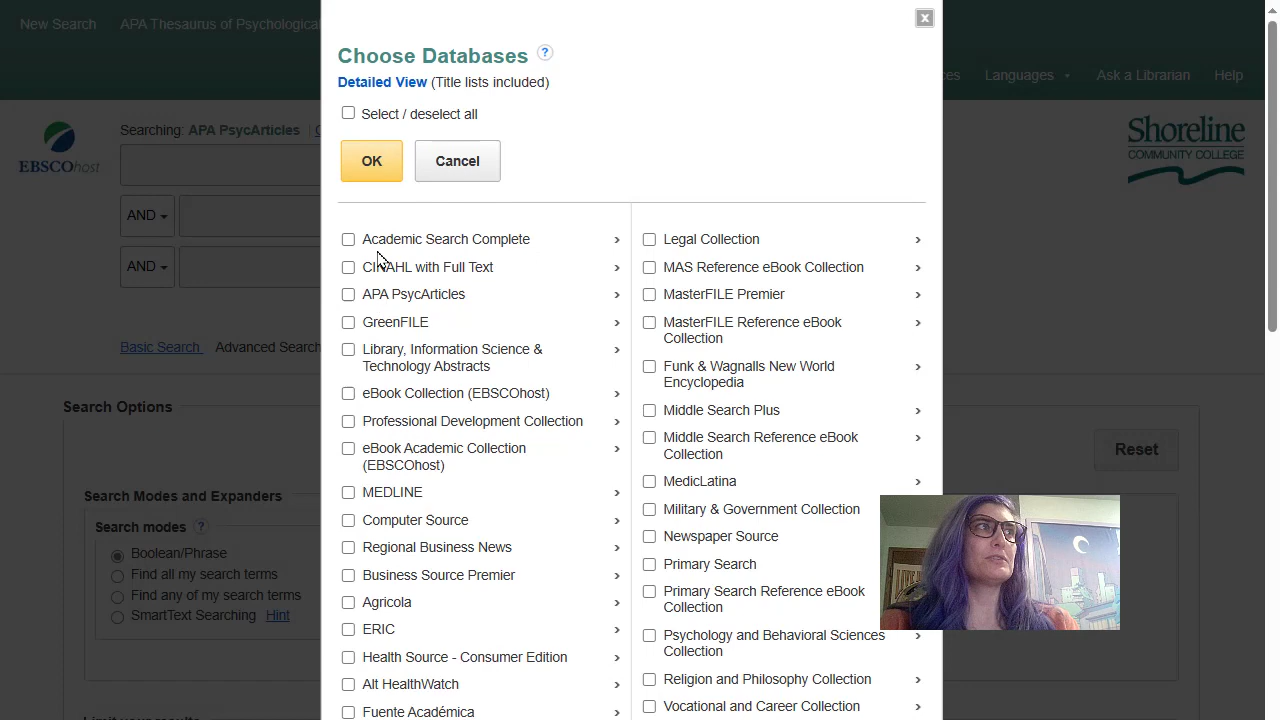 New Search APA Thesaurus of Psychological
Languages Ask a Librarian Help
Searching: APA PsycArticles
EBSCOhost
AND
AND
Basic Search Advanced Search
Search Options
Reset
Search Modes and Expanders
Search modes ?
Boolean/Phrase
Find all my search terms
Find any of my search terms
SmartText Searching Hint
Shoreline
COMMUNITY COLLEGE
Choose Databases ?
Detailed View (Title lists included)
Select / deselect all
OK Cancel
Academic Search Complete
CINAHL with Full Text
APA PsycArticles
GreenFILE
Library, Information Science &
Technology Abstracts
eBook Collection (EBSCOhost)
Professional Development Collection
eBook Academic Collection
(EBSCOhost)
MEDLINE
Computer Source
Regional Business News
Business Source Premier
Agricola
ERIC
Health Source - Consumer Edition
Alt HealthWatch
Fuente Académica
Legal Collection
MAS Reference eBook Collection
MasterFILE Premier
MasterFILE Reference eBook
Collection
Funk & Wagnalls New World
Encyclopedia
Middle Search Plus
Middle Search Reference eBook
Collection
MedicLatina
Military & Government Collection
Newspaper Source
Primary Search
Primary Search Reference eBook
Collection
Psychology and Behavioral Sciences
Collection
Religion and Philosophy Collection
Vocational and Career Collection